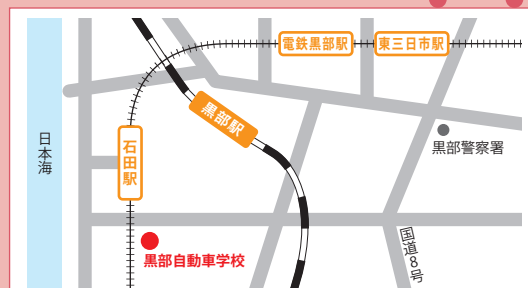 電鉄黒部駅
東三日市駅
黒部駅
黒部警察署
日本海
石田駅
国道8号
黒部自動車学校